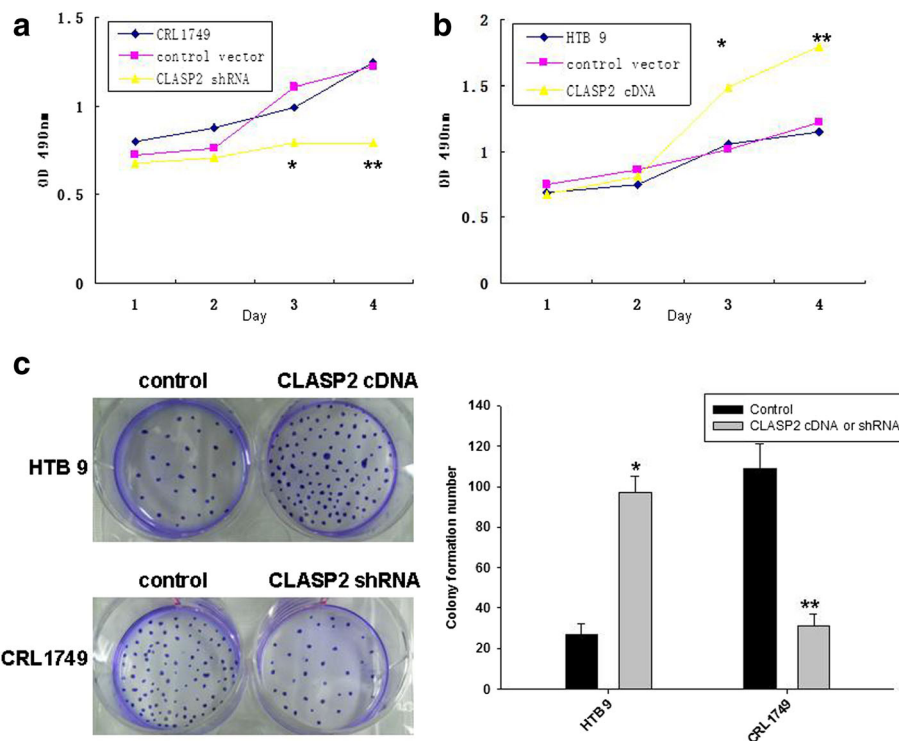 a
1.5
1
0.5
0
OD 490nm
CRL1749
control vector
CLASP2 shRNA
*
**
1 2 3 4
Day
b
2
1.5
1
0.5
0
OD 490nm
HTB 9
control vector
CLASP2 cDNA
*
**
1 2 3 4
Day
c
control CLASP2 cDNA
HTB 9
control CLASP2 shRNA
CRL1749
Colony formation number
140
120
100
80
60
40
20
0
Control
CLASP2 cDNA or shRNA
*
**
HTB 9
CRL 1749